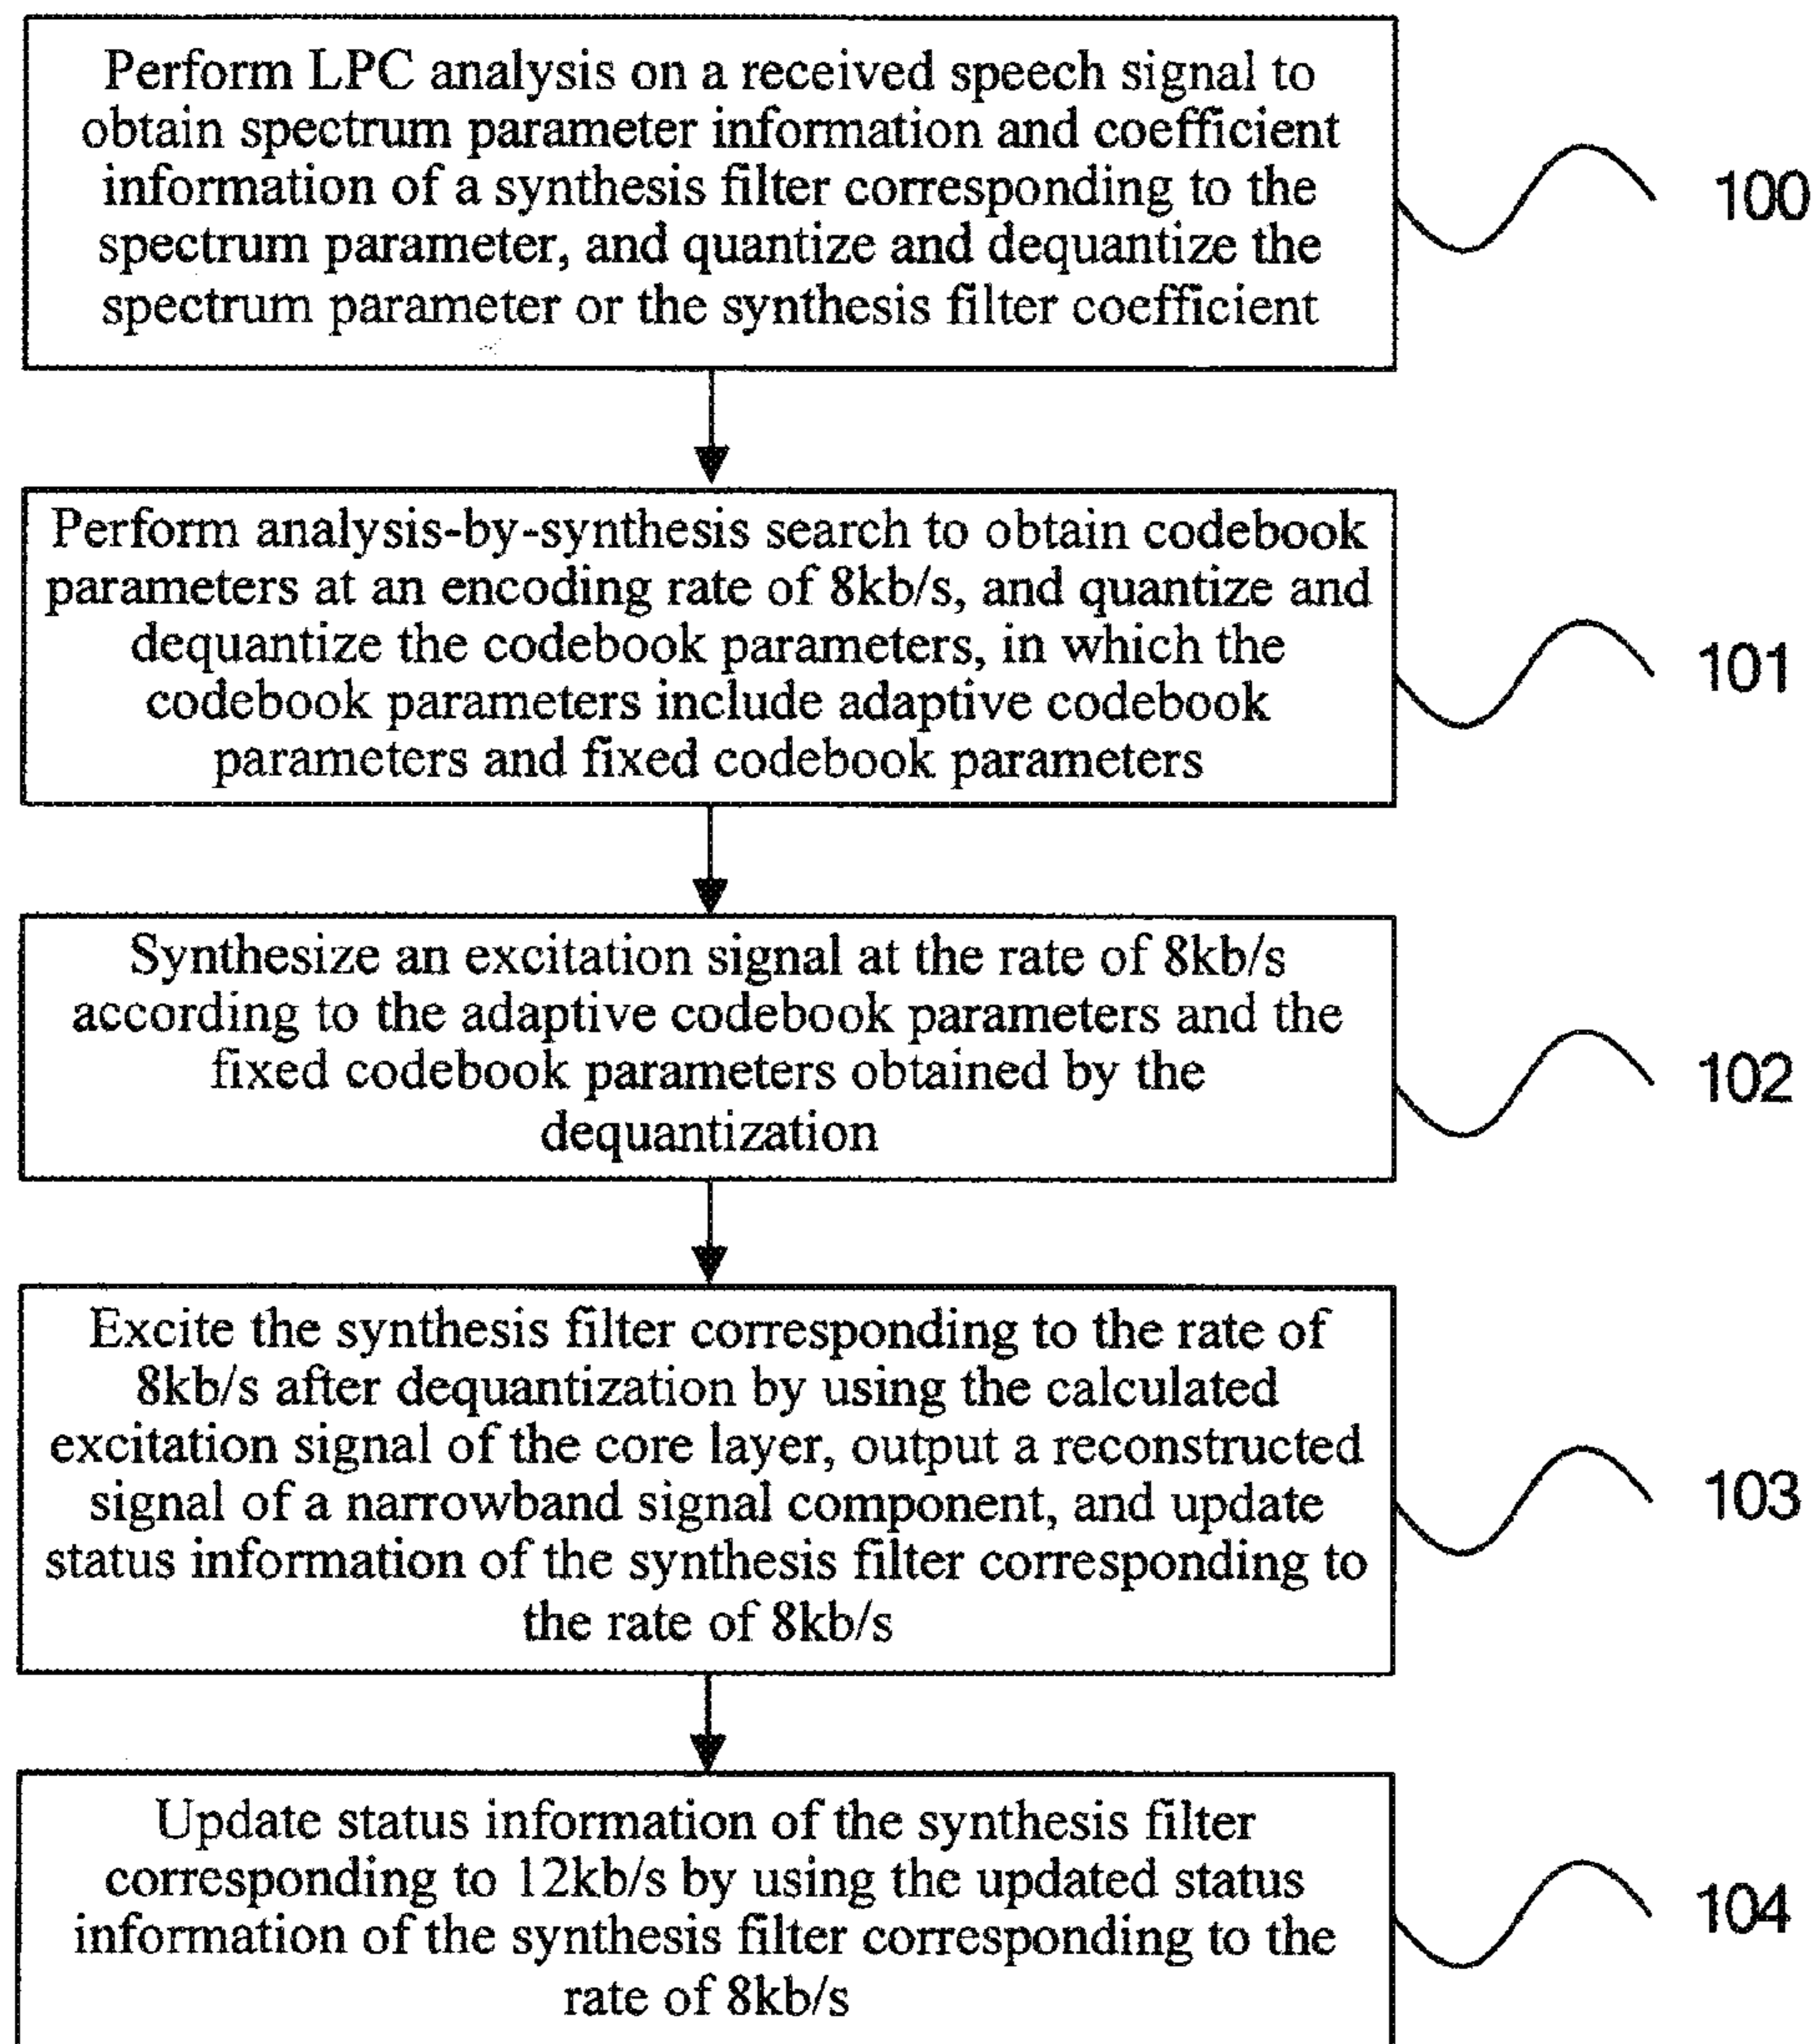 Perform LPC analysis on a received speech signal to
obtain spectrum parameter information and coefficient
information of a synthesis filter corresponding to the
spectrum parameter, and quantize and dequantize the
spectrum parameter or the synthesis filter coefficient
100
Perform analysis-by-synthesis search to obtain codebook
parameters at an encoding rate of 8kb/s, and quantize and
dequantize the codebook parameters, in which the
codebook parameters include adaptive codebook
parameters and fixed codebook parameters
101
Synthesize an excitation signal at the rate of 8kb/s
according to the adaptive codebook parameters and the
fixed codebook parameters obtained by the
dequantization
102
Excite the synthesis filter corresponding to the rate of
8kb/s after dequantization by using the calculated
excitation signal of the core layer, output a reconstructed
signal of a narrowband signal component, and update
status information of the synthesis filter corresponding to
the rate of 8kb/s
103
Update status information of the synthesis filter
corresponding to 12kb/s by using the updated status
information of the synthesis filter corresponding to the
rate of 8kb/s
104